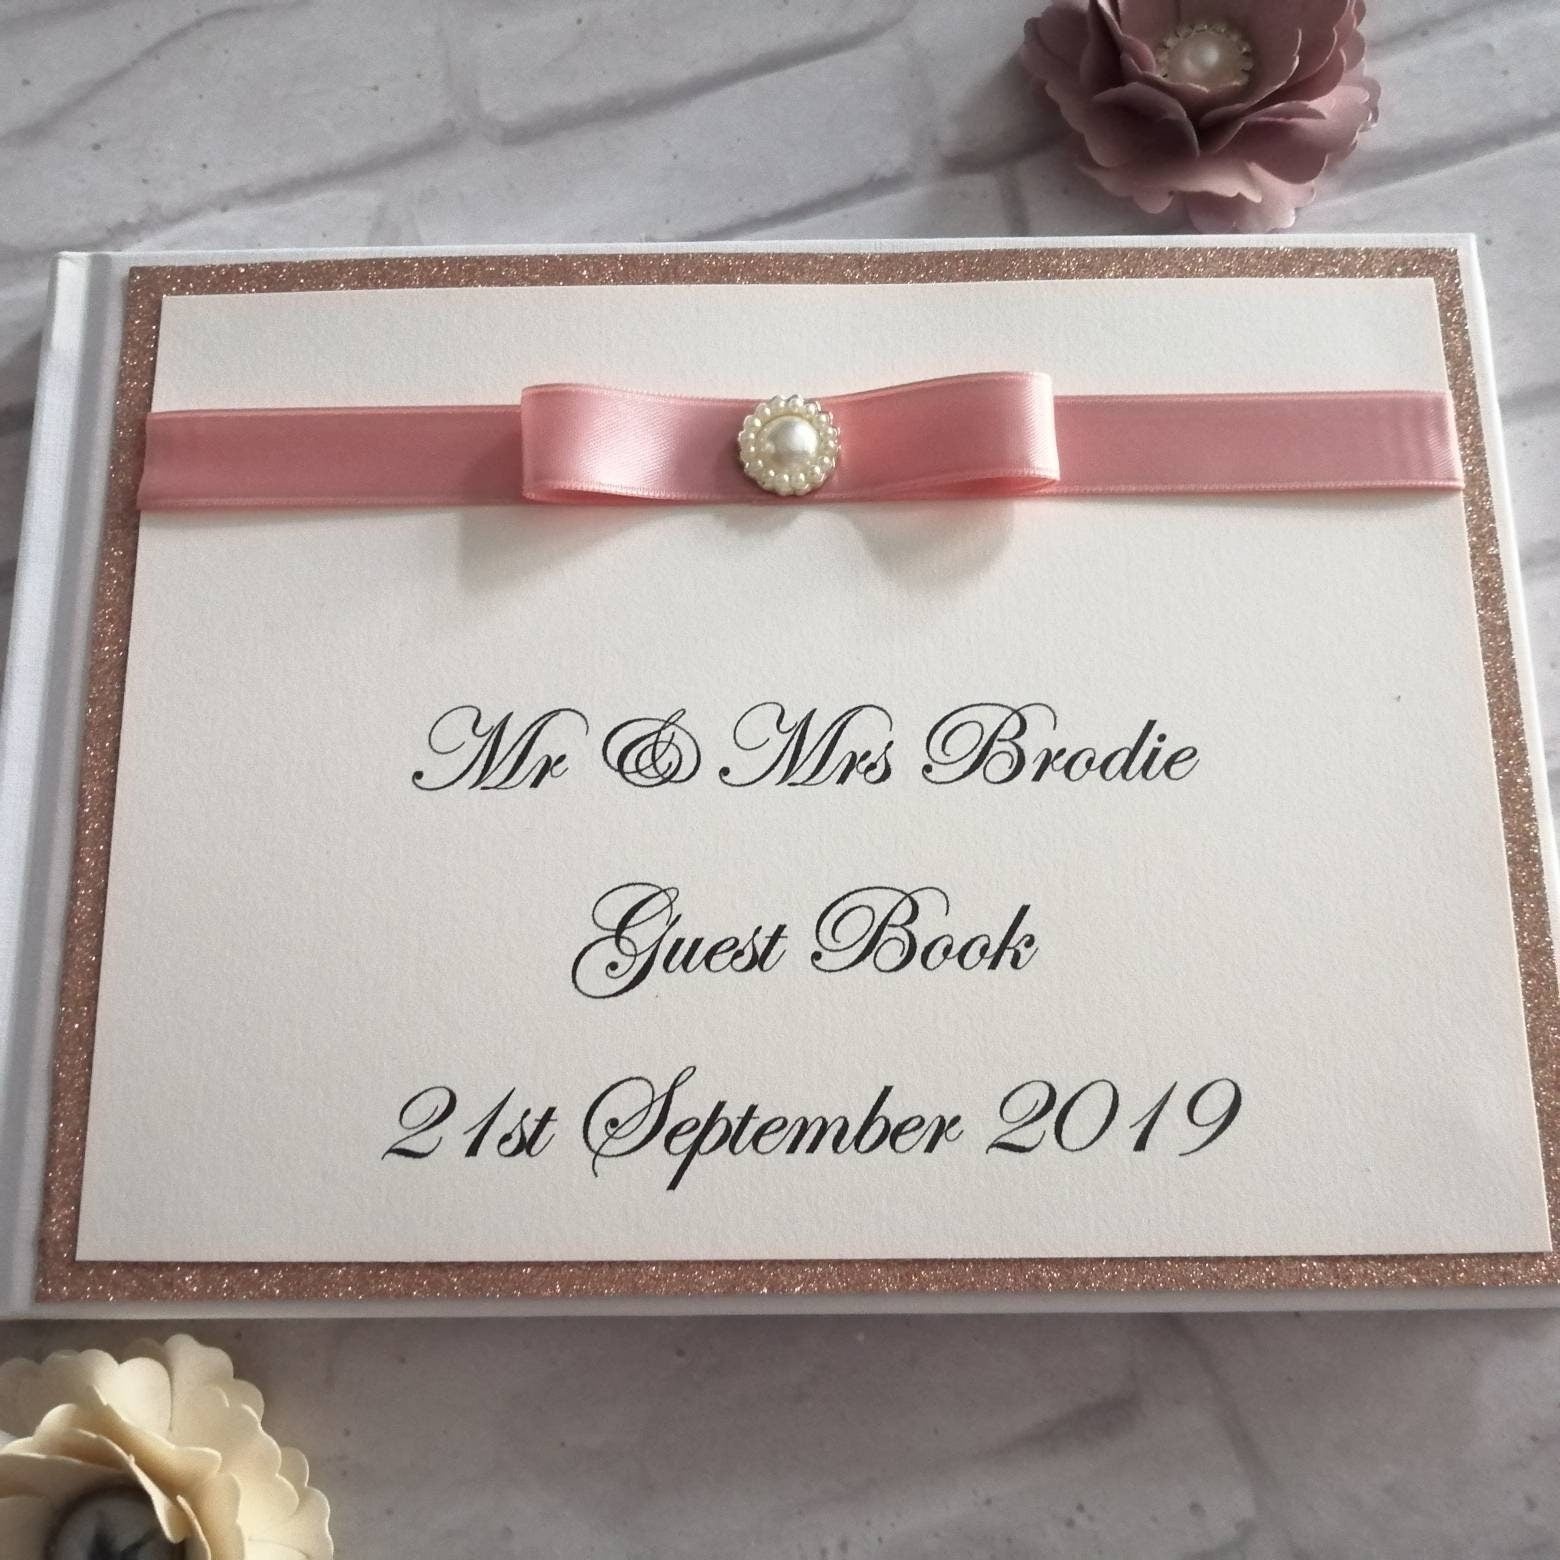 Mr & Mrs Brodie
Guest Book
21st September 2019